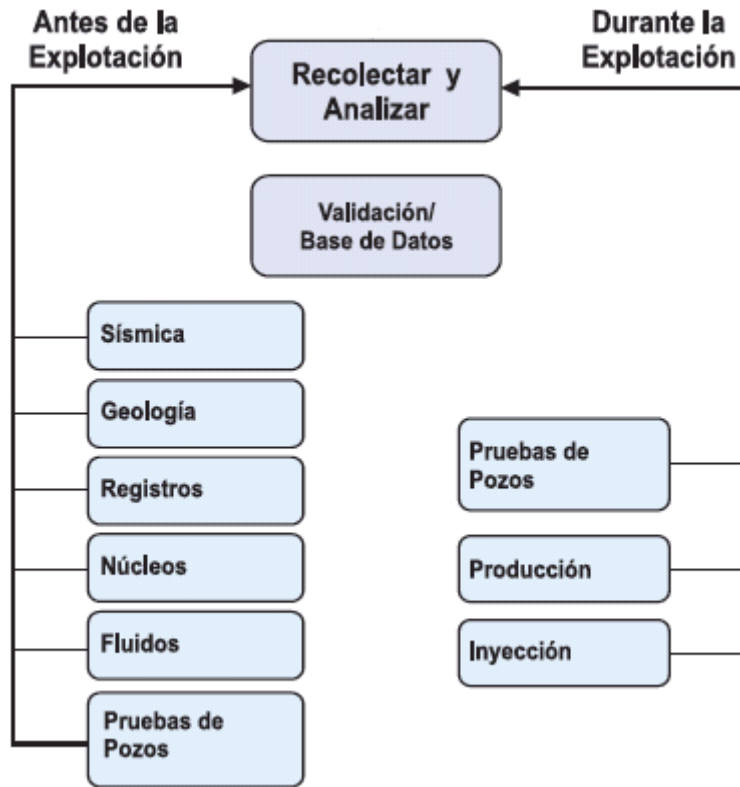 Antes de la
Explotación
Durante la
Explotación
Recolectar y
Analizar
Validación/
Base de Datos
Sísmica
Geología
Registros
Núcleos
Fluidos
Pruebas de
Pozos
Pruebas de
Pozos
Producción
Inyección